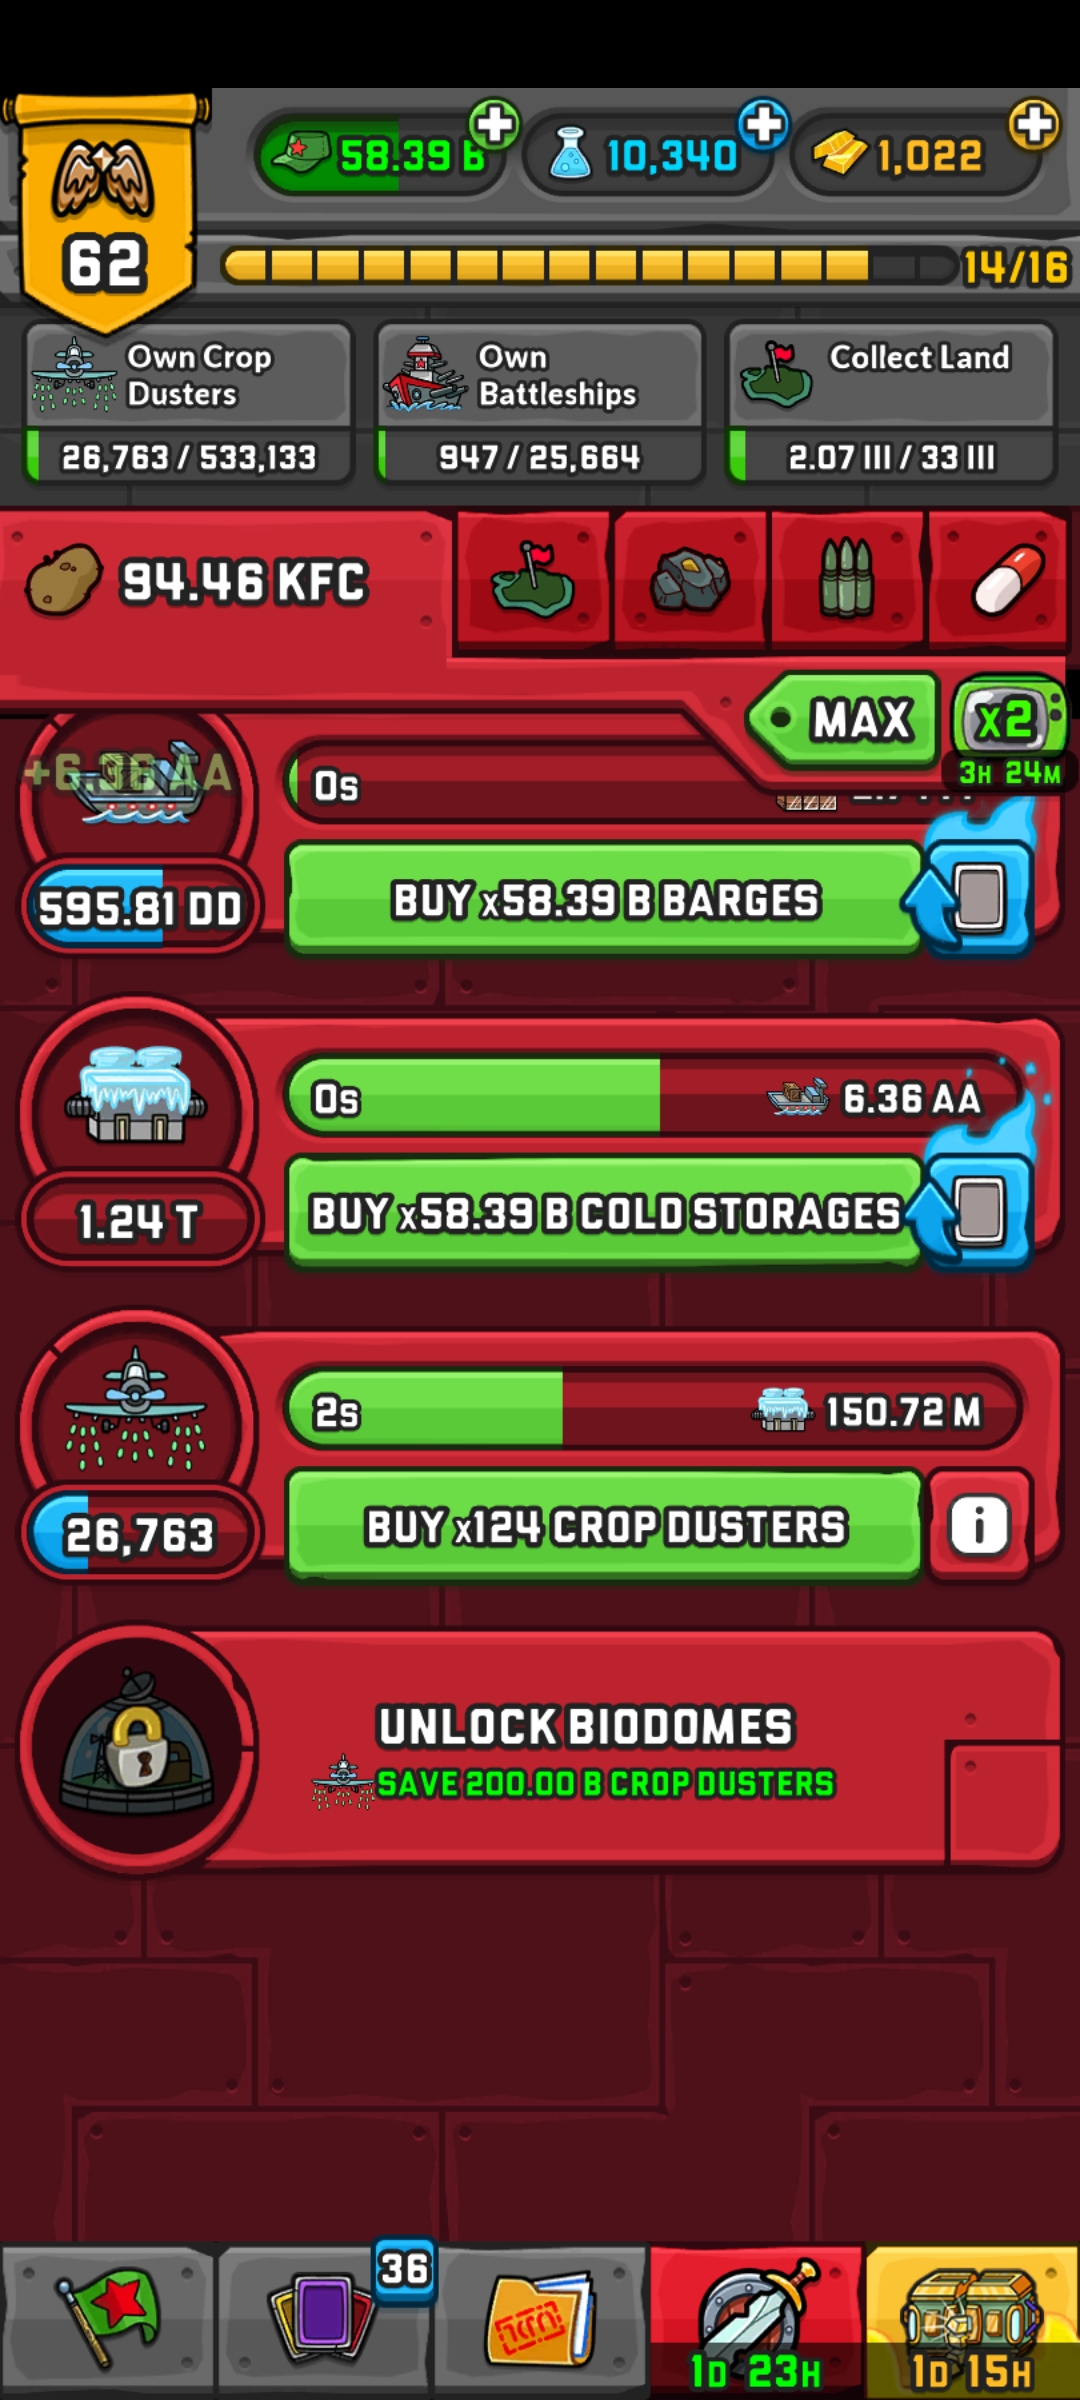 58.39 B
10,340
1,022
62
14/16
Own Crop
Dusters
Own
Battleships
Collect Land
26,763 / 533,133
947 / 25,664
2.07 III / 33 III
94.46 KFC
MAX
x2
3H 24M
0s
595.81 DD
BUY x58.39 B BARGES
0s
6.36 AA
1.24 T
BUY x58.39 B COLD STORAGES
2s
150.72 M
26,763
BUY x124 CROP DUSTERS
i
UNLOCK BIODOMES
SAVE 200.00 B CROP DUSTERS
36
1D 23H
1D 15H